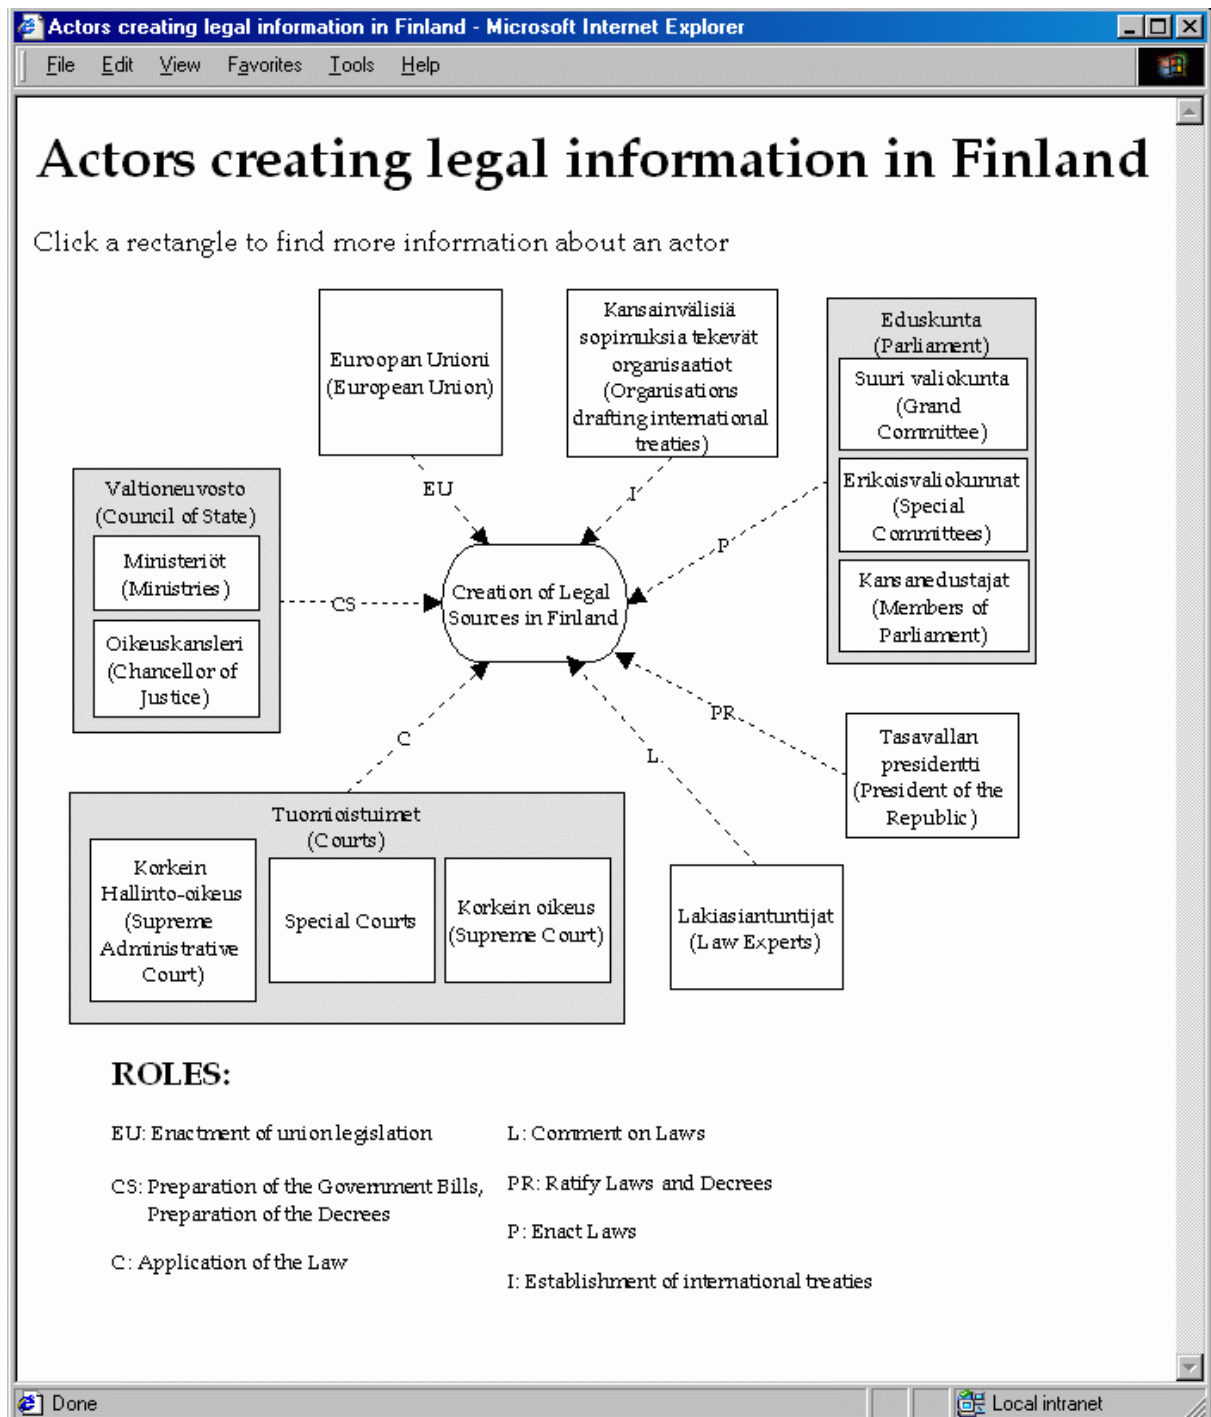 Actors creating legal information in Finland - Microsoft Internet Explorer
File Edit View Favorites Tools Help
Actors creating legal information in Finland
Click a rectangle to find more information about an actor
Euroopan Unioni
(European Union)
Kansainvälisiä
sopimuksia tekevät
organisaatiot
(Organisations
drafting international
treaties)
Eduskunta
(Parliament)
Suuri valiokunta
(Grand
Committee)
Erikoisvaliokunnat
(Special
Committees)
Kansanedustajat
(Members of
Parliament)
EU
I
P
Valtioneuvosto
(Council of State)
Ministeriöt
(Ministries)
Oikeuskansleri
(Chancellor of
Justice)
CS
Creation of Legal
Sources in Finland
C
L
PR
Tasavallan
presidentti
(President of the
Republic)
Tuomioistuimet
(Courts)
Korkein
Hallinto-oikeus
(Supreme
Administrative
Court)
Special Courts
Korkein oikeus
(Supreme Court)
Lakiasiantuntijat
(Law Experts)
ROLES:
EU: Enactment of union legislation
CS: Preparation of the Government Bills,
Preparation of the Decrees
C: Application of the Law
L: Comment on Laws
PR: Ratify Laws and Decrees
P: Enact Laws
I: Establishment of international treaties
Done
Local intranet